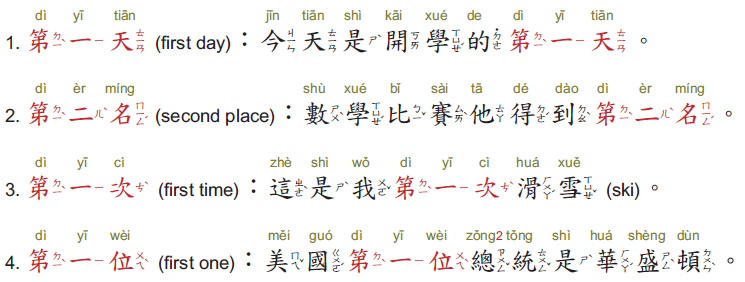 dì yī tiān jīn tiān shì kāi xué de dì yī tiān
1. 第一天 (first day)：今天是開學的第一天。
dì èr míng shù xué bǐ sài tā dé dào dì èr míng
2. 第二名 (second place)：數學比賽他得到第二名。
dì yī cì zhè shì wǒ dì yī cì huá xuě
3. 第一次 (first time)：這是我第一次滑雪 (ski)。
dì yī wèi měi guó dì yī wèi zǒng2 tǒng shì huá shèng dùn
4. 第一位 (first one)：美國第一位總統是華盛頓。